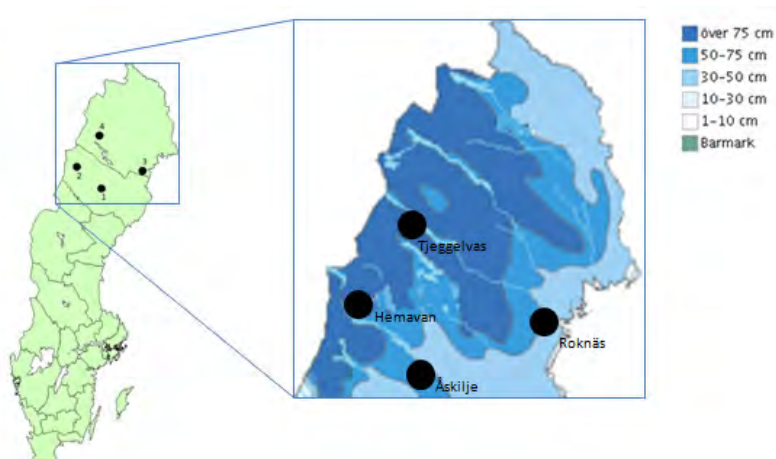 4
2
3
1
Tjeggelvas
Hemavan
Roknäs
Åskilje
över 75 cm
50-75 cm
30-50 cm
10-30 cm
1-10 cm
Barmark